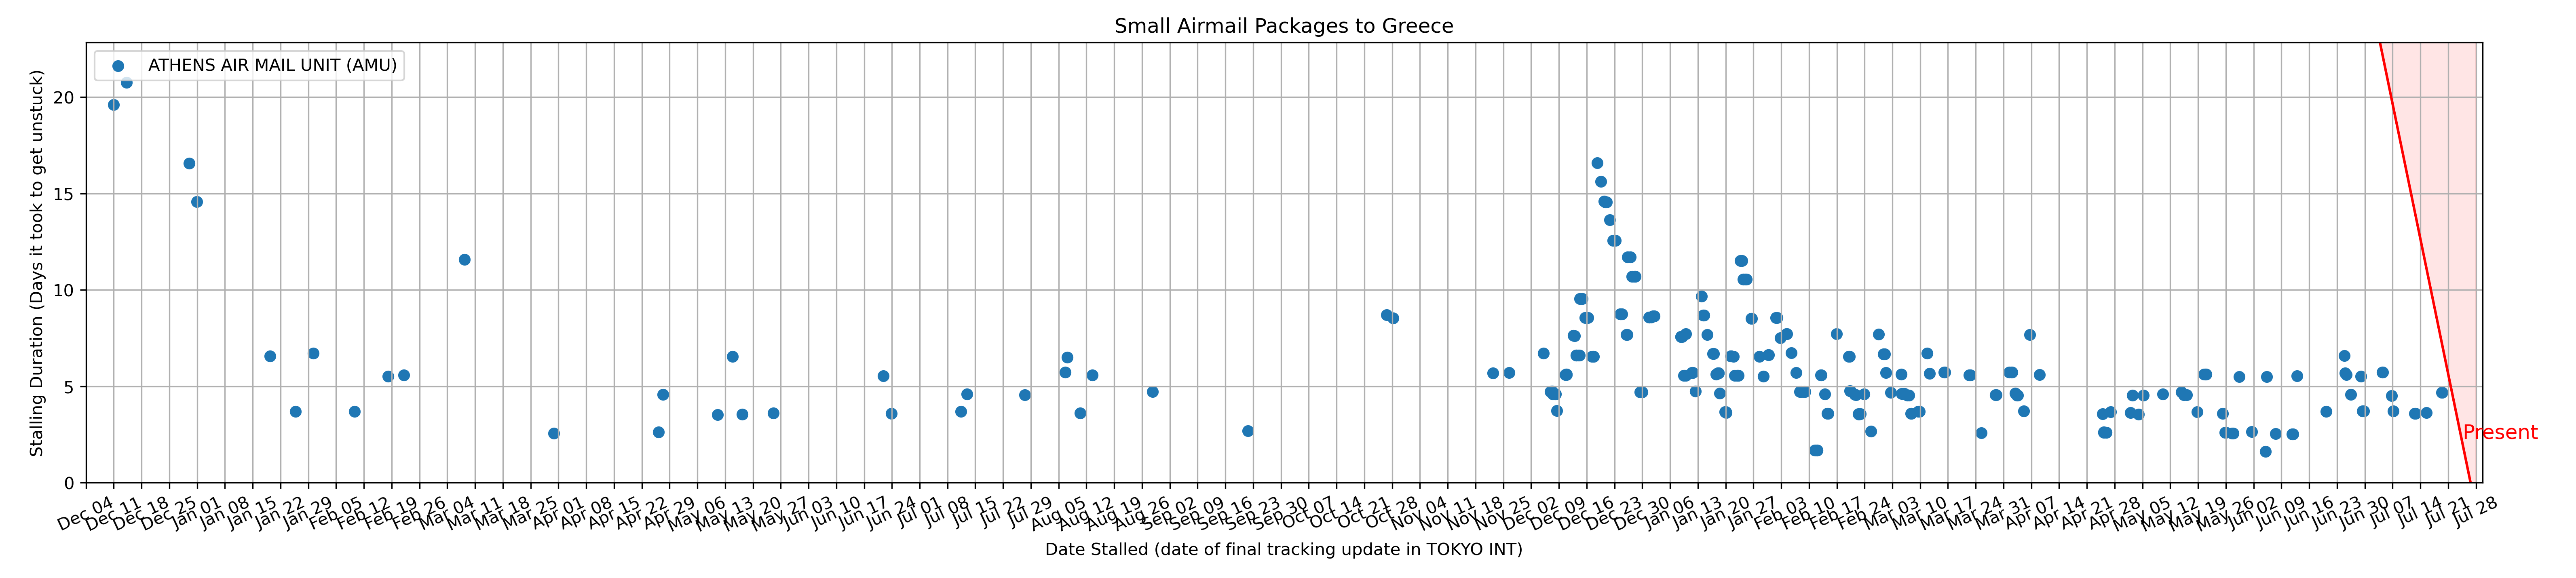 Small Airmail Packages to Greece
ATHENS AIR MAIL UNIT (AMU)
Stalling Duration (Days it took to get unstuck)
20
15
10
5
0
Present
Dec 04 Dec 11 Dec 18 Dec 25 Jan 01 Jan 08 Jan 15 Jan 22 Jan 29 Feb 05 Feb 12 Feb 19 Feb 26 Mar 04 Mar 11 Mar 18 Mar 25 Apr 01 Apr 08 Apr 15 Apr 22 Apr 29 May 06 May 13 May 20 May 27 Jun 03 Jun 10 Jun 17 Jun 24 Jul 01 Jul 08 Jul 15 Jul 22 Jul 29 Aug 05 Aug 12 Aug 19 Aug 26 Sep 02 Sep 09 Sep 16 Sep 23 Sep 30 Oct 07 Oct 14 Oct 21 Oct 28 Nov 04 Nov 11 Nov 18 Nov 25 Dec 02 Dec 09 Dec 16 Dec 23 Dec 30 Jan 06 Jan 13 Jan 20 Jan 27 Feb 03 Feb 10 Feb 17 Feb 24 Mar 03 Mar 10 Mar 17 Mar 24 Mar 31 Apr 07 Apr 14 Apr 21 Apr 28 May 05 May 12 May 19 May 26 Jun 02 Jun 09 Jun 16 Jun 23 Jun 30 Jul 07 Jul 14 Jul 21 Jul 28
Date Stalled (date of final tracking update in TOKYO INT)